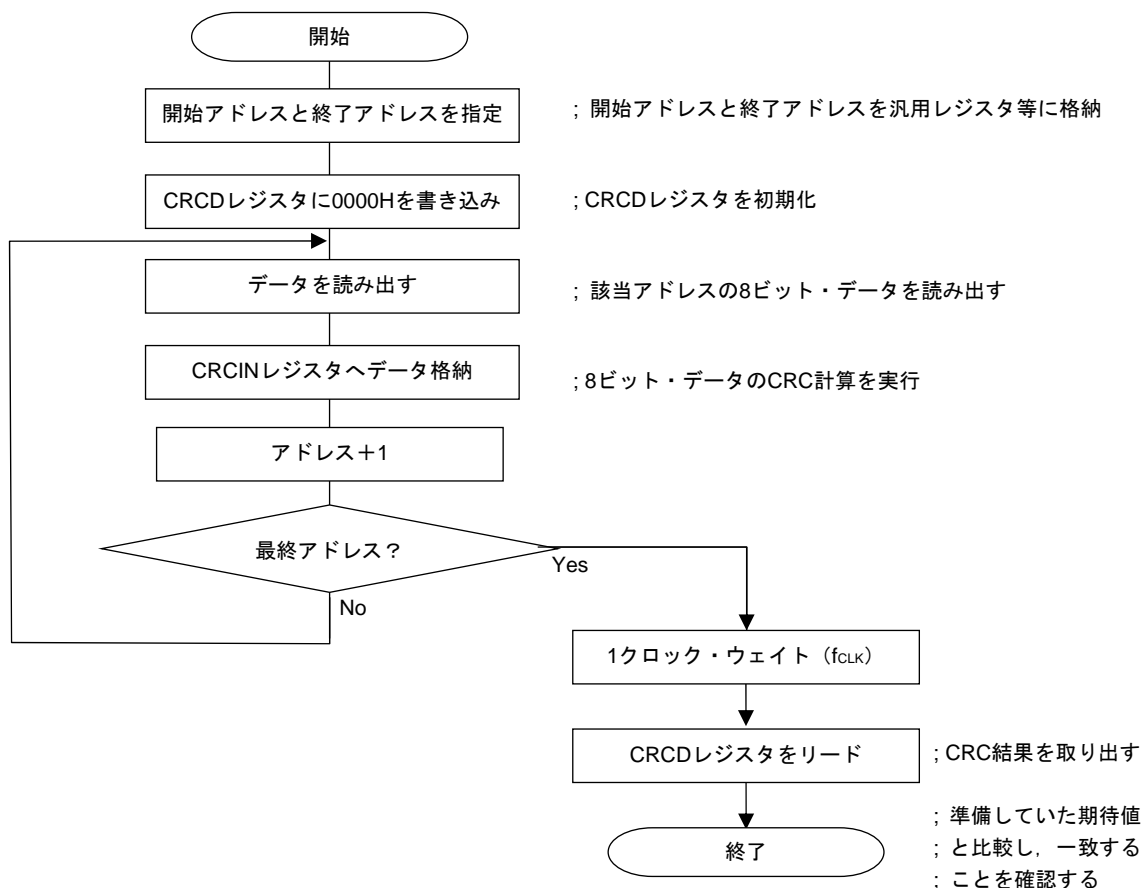 開始
開始アドレスと終了アドレスを指定
; 開始アドレスと終了アドレスを汎用レジスタ等に格納
CRCDレジスタに0000Hを書き込み
; CRCDレジスタを初期化
データを読み出す
; 該当アドレスの8ビット・データを読み出す
CRCINレジスタへデータ格納
; 8ビット・データのCRC計算を実行
アドレス+1
最終アドレス?
Yes
No
1クロック・ウェイト(fCLK)
CRCDレジスタをリード
; CRC結果を取り出す
終了
; 準備していた期待値
; と比較し,一致する
; ことを確認する